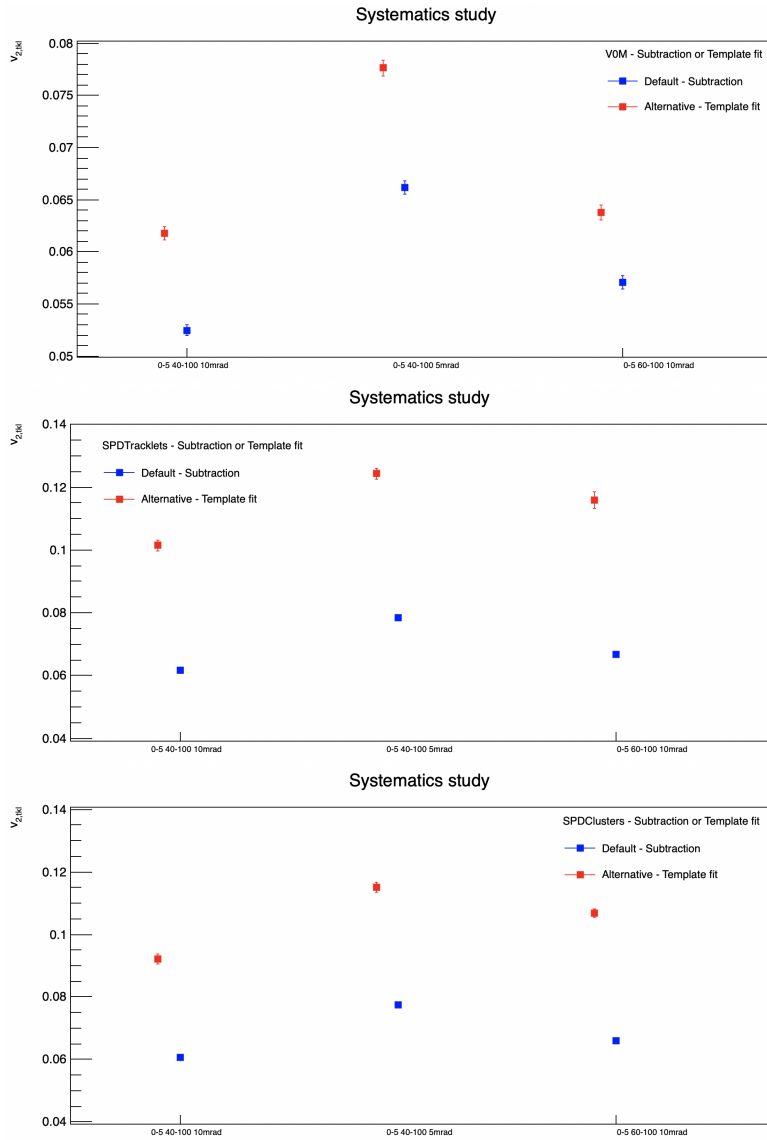 Systematics study
v2,tkl
0.08
V0M - Subtraction or Template fit
Default - Subtraction
0.075
Alternative - Template fit
0.07
0.065
0.06
0.055
0.05
0-5 40-100 10mrad
0-5 40-100 5mrad
0-5 60-100 10mrad
Systematics study
v2,tkl
0.14
SPDTracklets - Subtraction or Template fit
Default - Subtraction
0.12
Alternative - Template fit
0.1
0.08
0.06
0.04
0-5 40-100 10mrad
0-5 40-100 5mrad
0-5 60-100 10mrad
Systematics study
v2,tkl
0.14
SPDClusters - Subtraction or Template fit
Default - Subtraction
0.12
Alternative - Template fit
0.1
0.08
0.06
0.04
0-5 40-100 10mrad
0-5 40-100 5mrad
0-5 60-100 10mrad